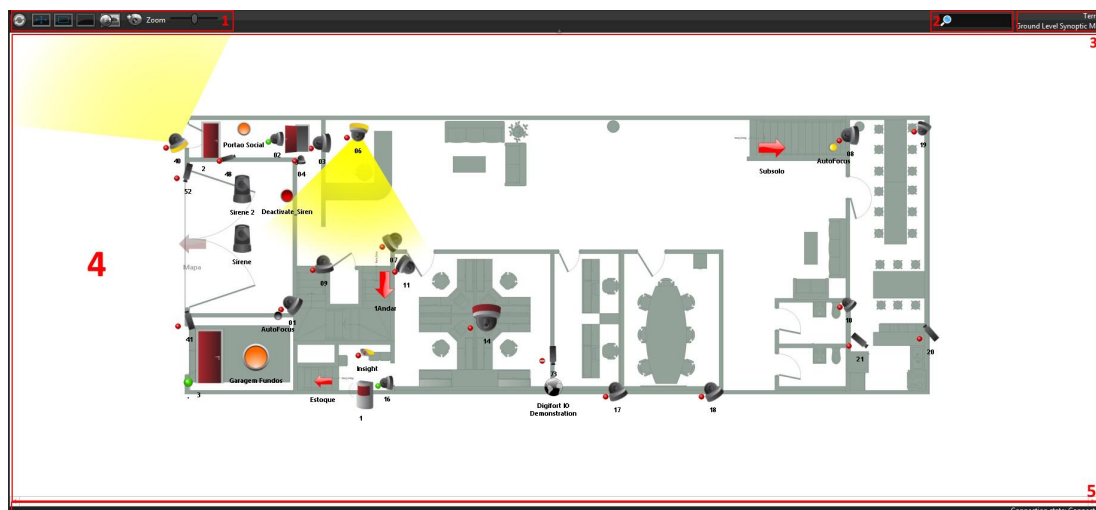 Zoom
1
2
Terr
Ground Level Synoptic M
3
40
Portao Social
02
03
06
08
19
2
48
04
AutoFocus
52
Subsolo
Sirene 2
Deactivate_Siren
4
Mapa
Sirene
07
09
11
1Andar
01
AutoFocus
10
41
14
21
20
Garagem Fundos
Insight
73
3
Estoque
16
1
Digifort IO
Demonstration
17
18
5